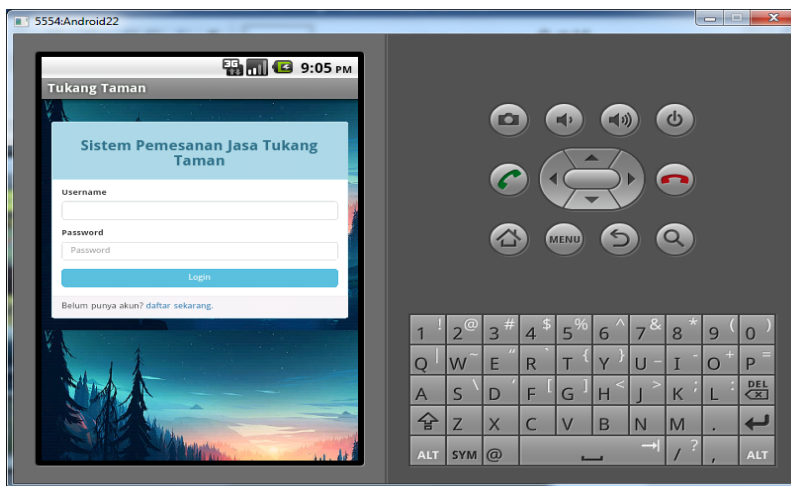 5554:Android22
3G 9:05 PM
Tukang Taman
Sistem Pemesanan Jasa Tukang
Taman
Username
Password
Password
Login
Belum punya akun? daftar sekarang.
MENU
1 ! 2 @ 3 # 4 $ 5 % 6 ^ 7 & 8 * 9 ( 0 )
Q | W ~ E " R ` T { Y } U _ I - O + P =
A S \ D ' F [ G ] H < J > K ; L : DEL
Z X C V B N M .
ALT SYM @ / ? , ALT